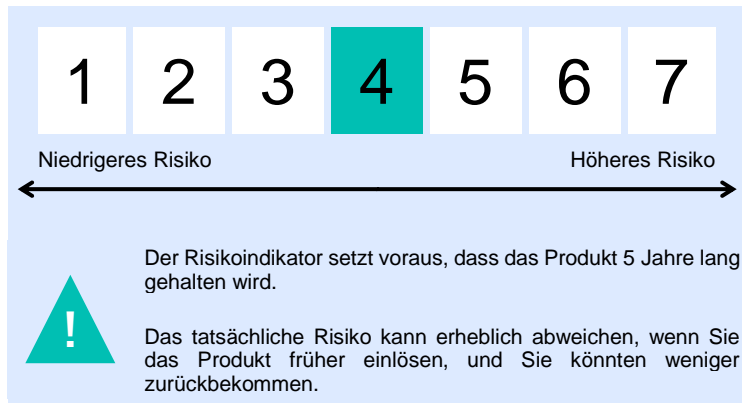 1 2 3 4 5 6 7
Niedrigeres Risiko Höheres Risiko
Der Risikoindikator setzt voraus, dass das Produkt 5 Jahre lang
gehalten wird.
!
Das tatsächliche Risiko kann erheblich abweichen, wenn Sie
das Produkt früher einlösen, und Sie könnten weniger
zurückbekommen.